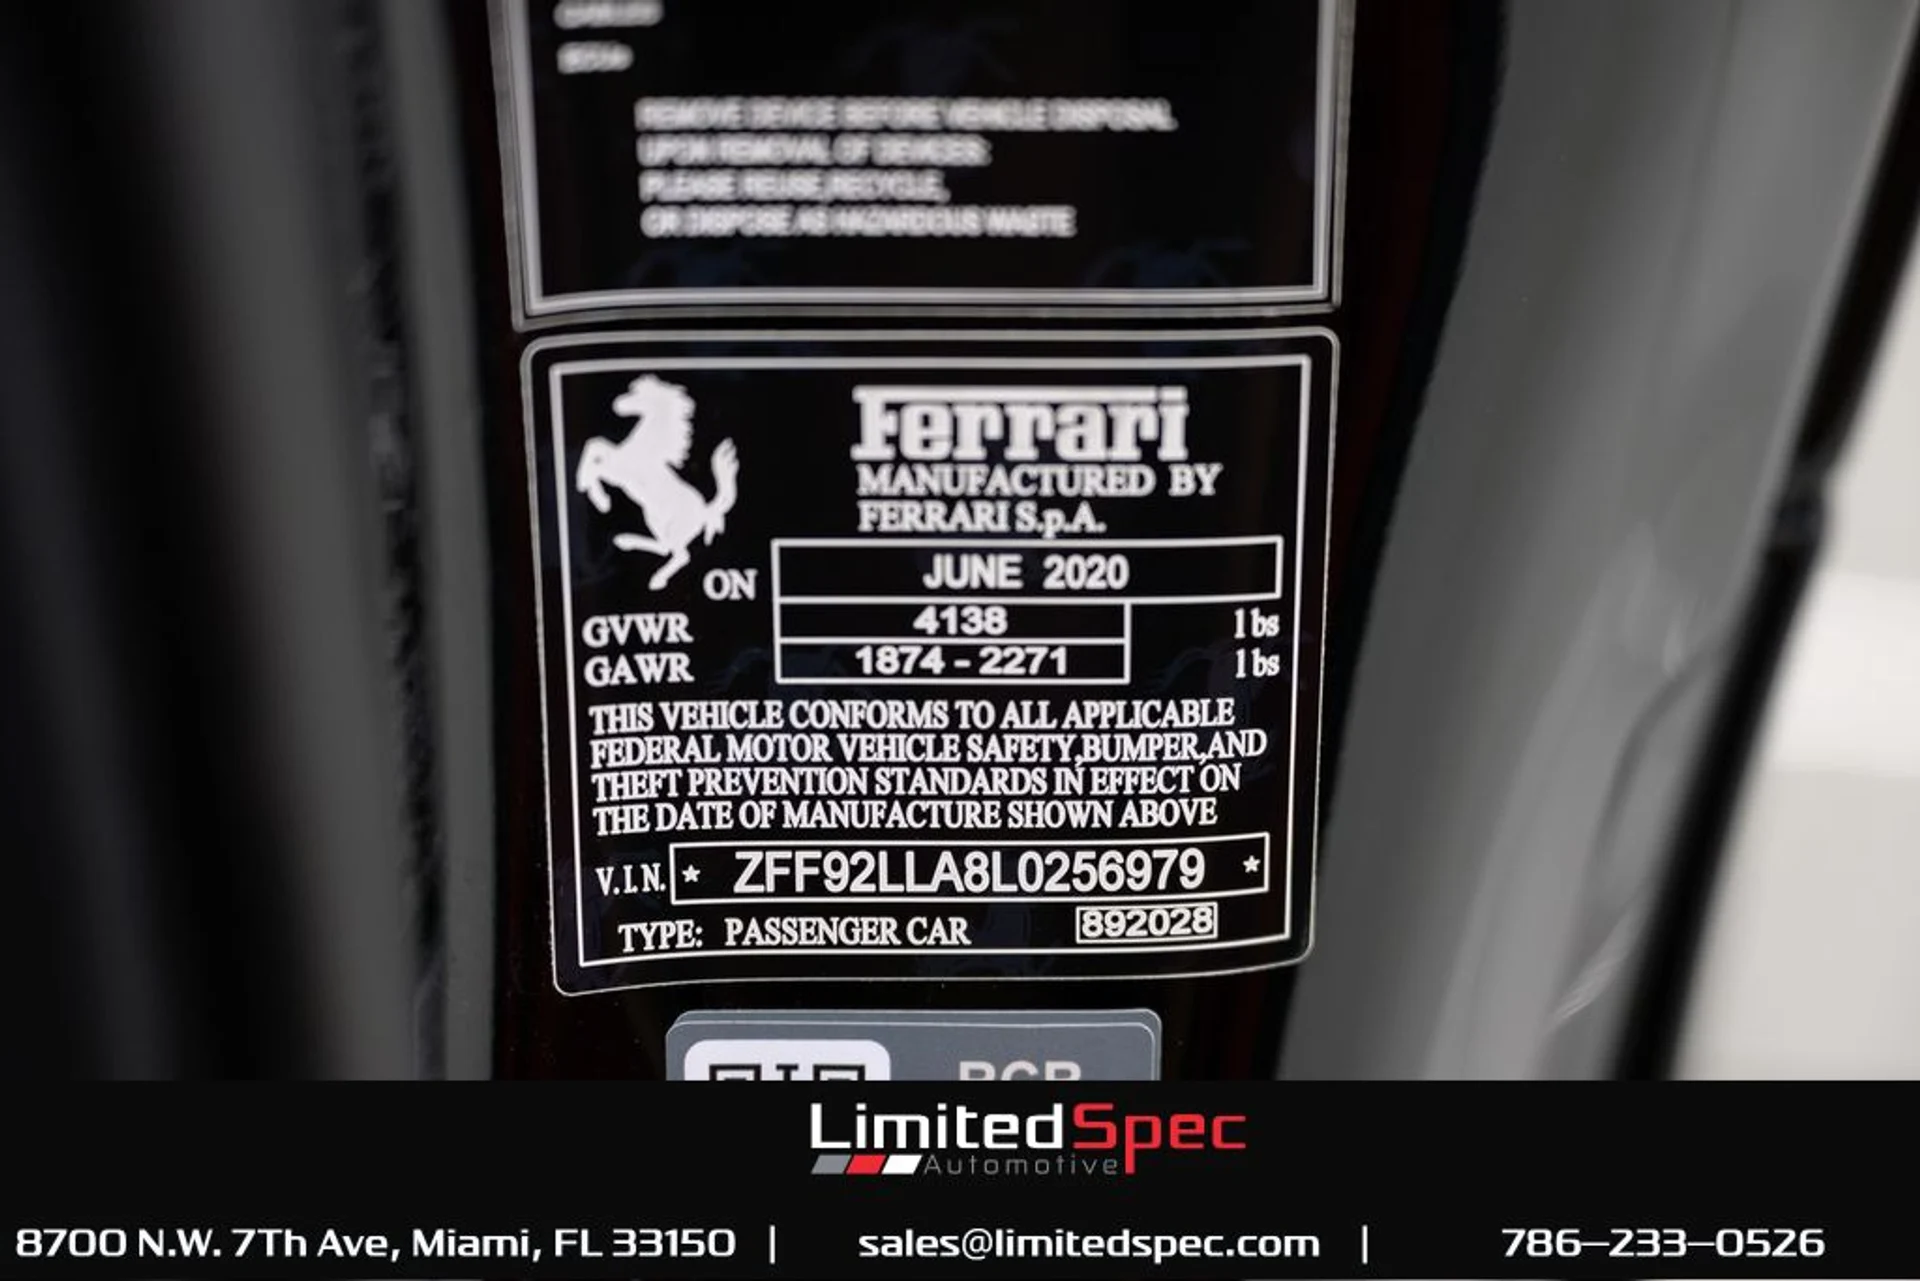 REMOVE DEVICE BEFORE VEHICLE DISPOSAL
UPON REMOVAL OF DEVICES:
PLEASE REUSE,RECYCLE,
OR DISPOSE AS HAZARDOUS WASTE
Ferrari
MANUFACTURED BY
FERRARI S.p.A.
ON JUNE 2020
GVWR 4138 lbs
GAWR 1874 - 2271 lbs
THIS VEHICLE CONFORMS TO ALL APPLICABLE
FEDERAL MOTOR VEHICLE SAFETY,BUMPER,AND
THEFT PREVENTION STANDARDS IN EFFECT ON
THE DATE OF MANUFACTURE SHOWN ABOVE
V.I.N. * ZFF92LLA8L0256979 *
TYPE: PASSENGER CAR 892028
LimitedSpec
Automotive
8700 N.W. 7Th Ave, Miami, FL 33150 | sales@limitedspec.com | 786-233-0526